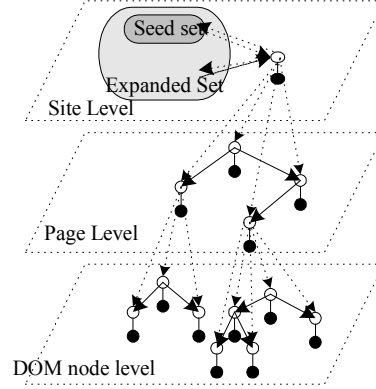 Seed set
Expanded Set
Site Level
Page Level
DOM node level